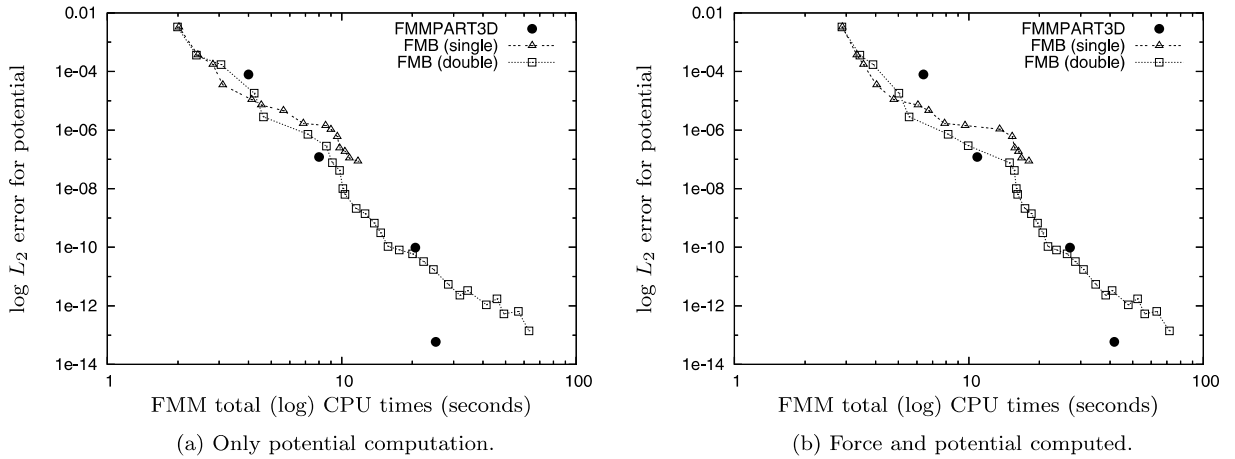 0.01
1e-04
1e-06
1e-08
1e-10
1e-12
1e-14
log L2 error for potential
FMMPART3D
FMB (single)
FMB (double)
1 10 100
FMM total (log) CPU times (seconds)
(a) Only potential computation.
0.01
1e-04
1e-06
1e-08
1e-10
1e-12
1e-14
log L2 error for potential
FMMPART3D
FMB (single)
FMB (double)
1 10 100
FMM total (log) CPU times (seconds)
(b) Force and potential computed.